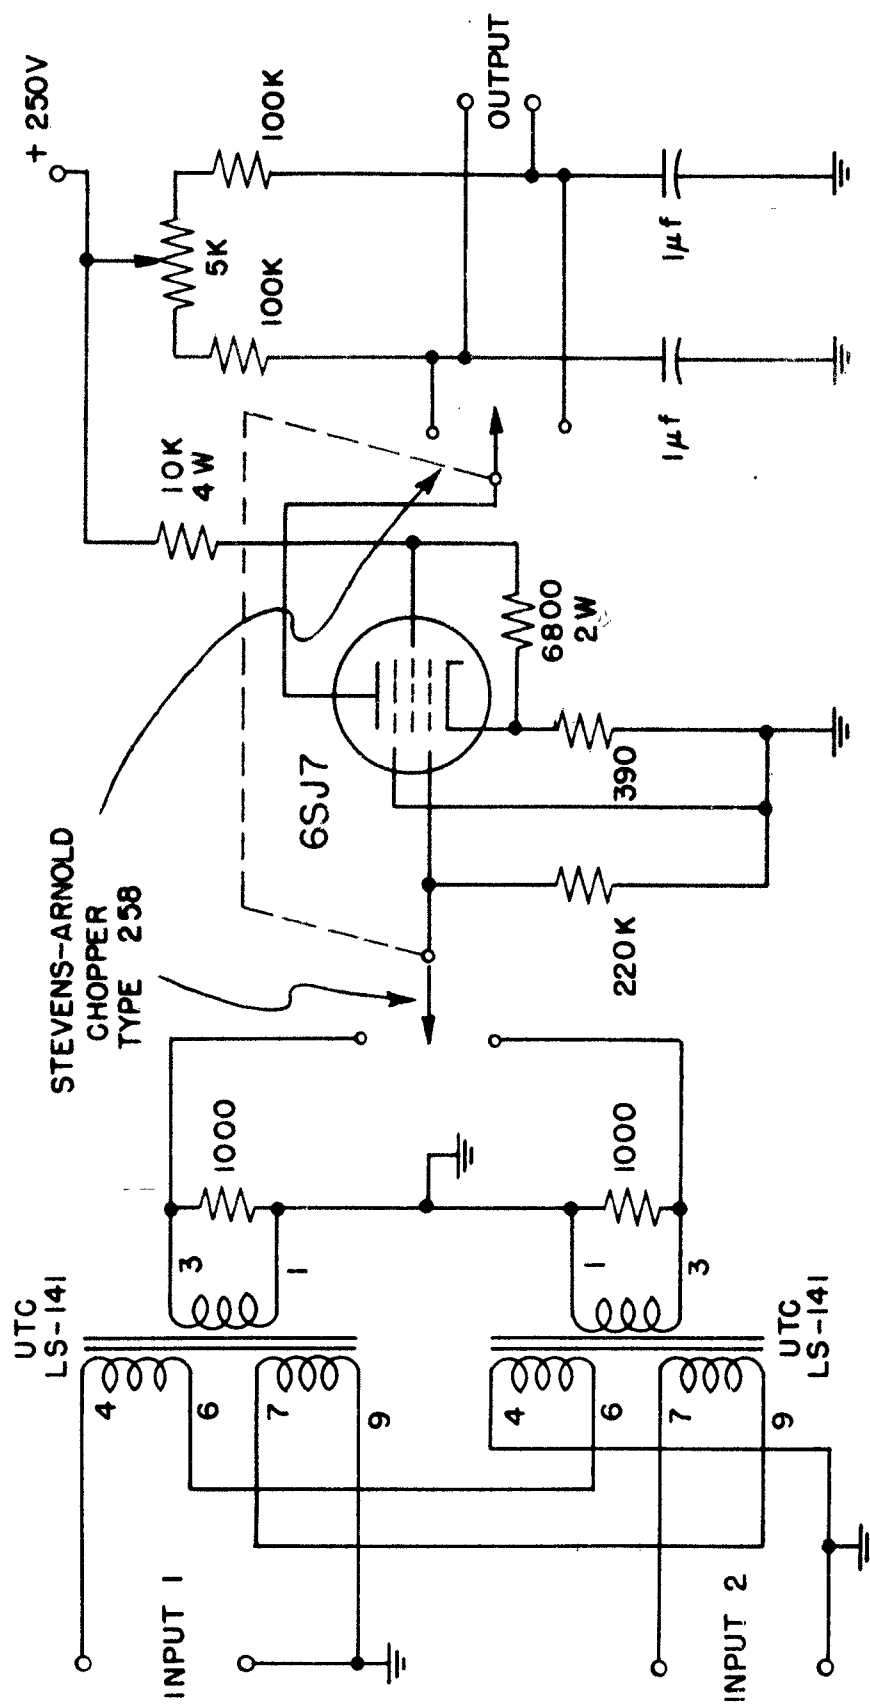 UTC
LS-141
4
6
7
9
3
1
1000
INPUT 1
UTC
LS-141
4
6
7
9
1
3
1000
INPUT 2
STEVENS-ARNOLD
CHOPPER
TYPE 258
220K
6SJ7
390
6800
2W
10K
4W
+ 250V
5K
100K
100K
1µf
1µf
OUTPUT